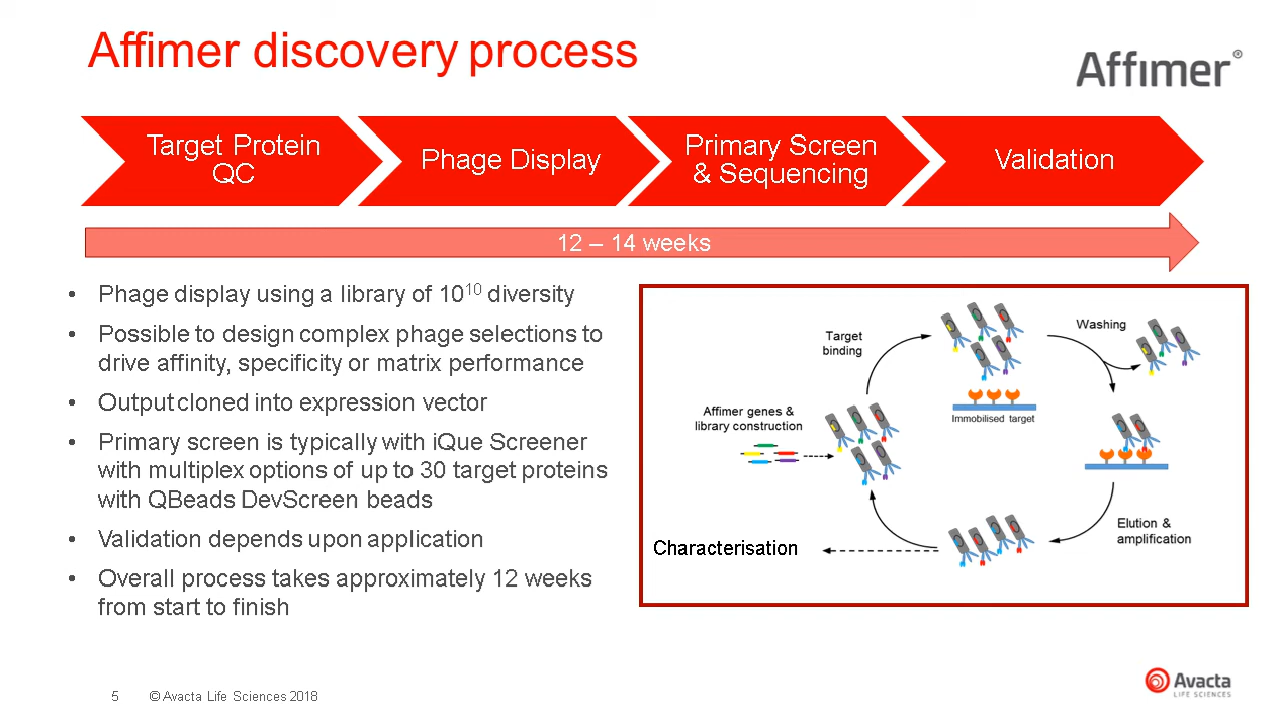 Affimer discovery process
Affimer®
Target Protein
QC
Phage Display
Primary Screen
& Sequencing
Validation
12 – 14 weeks
• Phage display using a library of 10¹⁰ diversity
• Possible to design complex phage selections to
drive affinity, specificity or matrix performance
• Output cloned into expression vector
• Primary screen is typically with iQue Screener
with multiplex options of up to 30 target proteins
with QBeads DevScreen beads
• Validation depends upon application
• Overall process takes approximately 12 weeks
from start to finish
Target
binding
Washing
Affimer genes &
library construction
Immobilised target
Elution &
amplification
Characterisation
5 © Avacta Life Sciences 2018
Avacta
LIFE SCIENCES